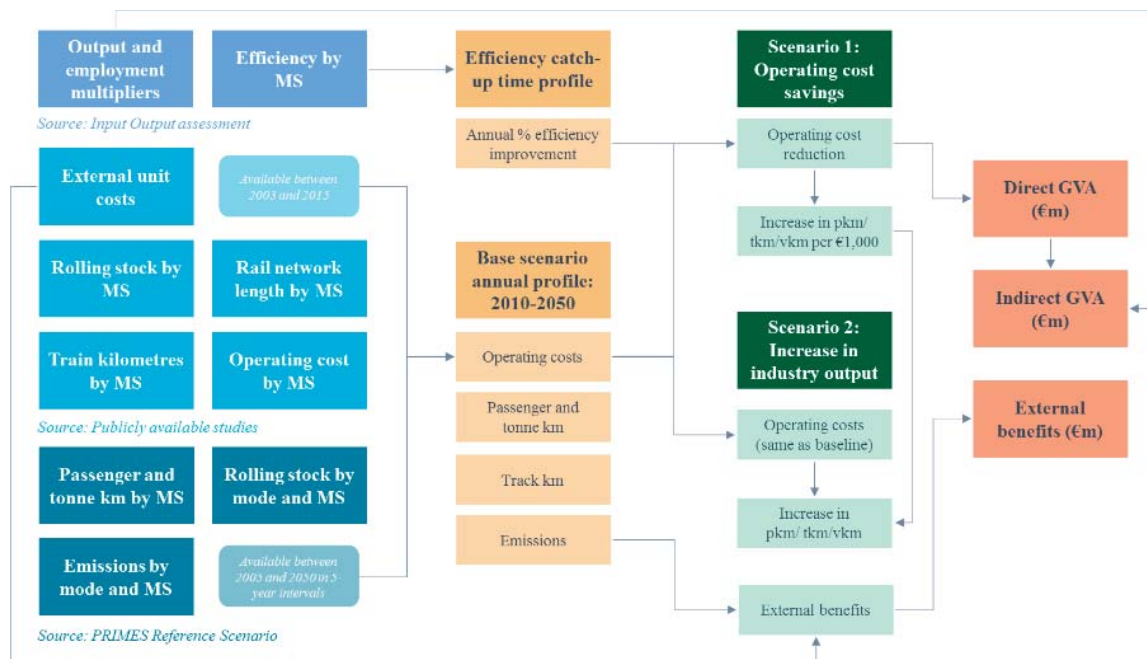 Output and
employment
multipliers
Efficiency by
MS
Source: Input Output assessment
External unit
costs
Available between
2003 and 2015
Rolling stock by
MS
Rail network
length by MS
Train kilometres
by MS
Operating cost
by MS
Source: Publicly available studies
Passenger and
tonne km by MS
Rolling stock by
mode and MS
Emissions by
mode and MS
Available between
2005 and 2050 in 5-
year intervals
Source: PRIMES Reference Scenario
Efficiency catch-
up time profile
Annual % efficiency
improvement
Base scenario
annual profile:
2010-2050
Operating costs
Passenger and
tonne km
Track km
Emissions
Scenario 1:
Operating cost
savings
Operating cost
reduction
Increase in pkm/
tkm/vkm per €1,000
Scenario 2:
Increase in
industry output
Operating costs
(same as baseline)
Increase in
pkm/ tkm/vkm
External benefits
Direct GVA
(€m)
Indirect GVA
(€m)
External
benefits (€m)